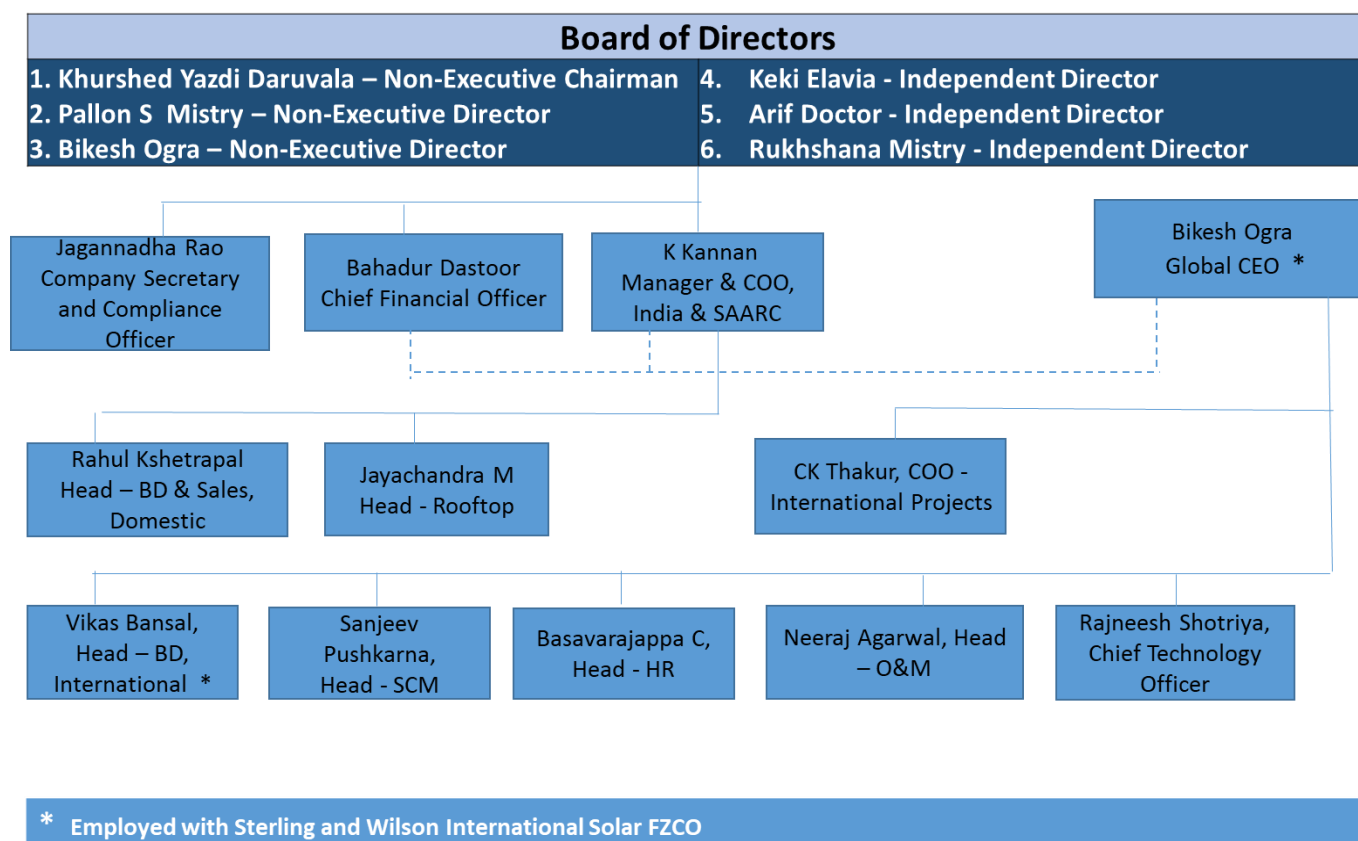 Board of Directors
1. Khurshed Yazdi Daruvala – Non-Executive Chairman
2. Pallon S Mistry – Non-Executive Director
3. Bikesh Ogra – Non-Executive Director
4. Keki Elavia - Independent Director
5. Arif Doctor - Independent Director
6. Rukhshana Mistry - Independent Director
Jagannadha Rao
Company Secretary
and Compliance
Officer
Bahadur Dastoor
Chief Financial Officer
K Kannan
Manager & COO,
India & SAARC
Bikesh Ogra
Global CEO *
Rahul Kshetrapal
Head – BD & Sales,
Domestic
Jayachandra M
Head - Rooftop
CK Thakur, COO -
International Projects
Vikas Bansal,
Head – BD,
International *
Sanjeev
Pushkarna,
Head - SCM
Basavarajappa C,
Head - HR
Neeraj Agarwal, Head
– O&M
Rajneesh Shotriya,
Chief Technology
Officer
* Employed with Sterling and Wilson International Solar FZCO